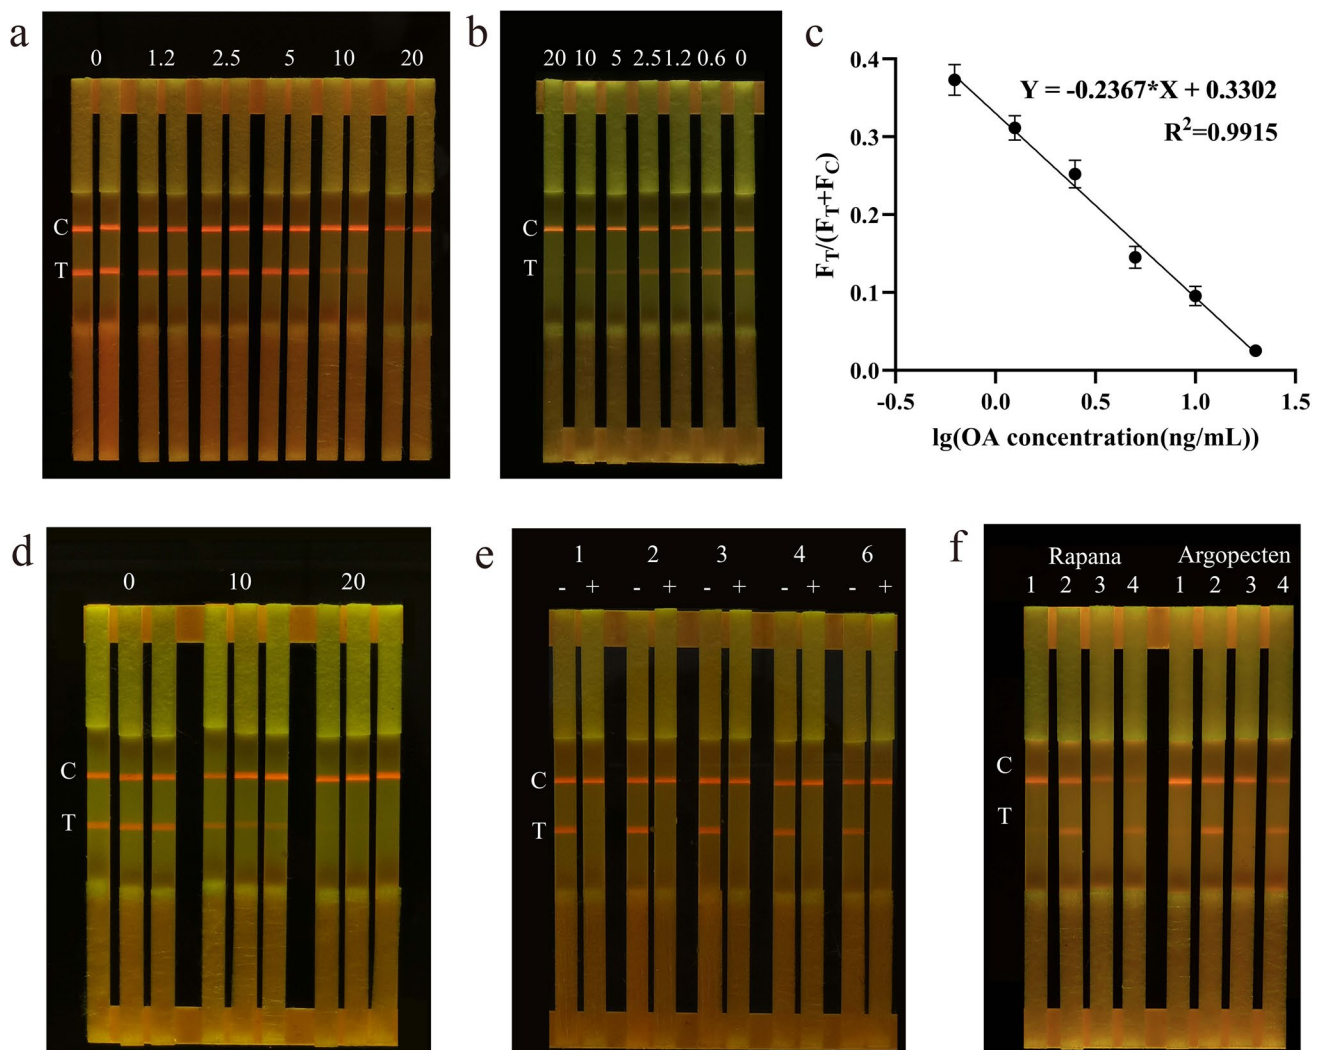 a
0 1.2 2.5 5 10 20
C
T
b
20 10 5 2.5 1.2 0.6 0
C
T
c
0.4
0.3
0.2
0.1
0.0
F_T/(F_T+F_C)
Y = -0.2367*X + 0.3302
R²=0.9915
-0.5 0.0 0.5 1.0 1.5
lg(OA concentration(ng/mL))
d
0 10 20
C
T
e
1 2 3 4 6
- + - + - + - + - +
C
T
f
Rapana Argopecten
1 2 3 4 1 2 3 4
C
T